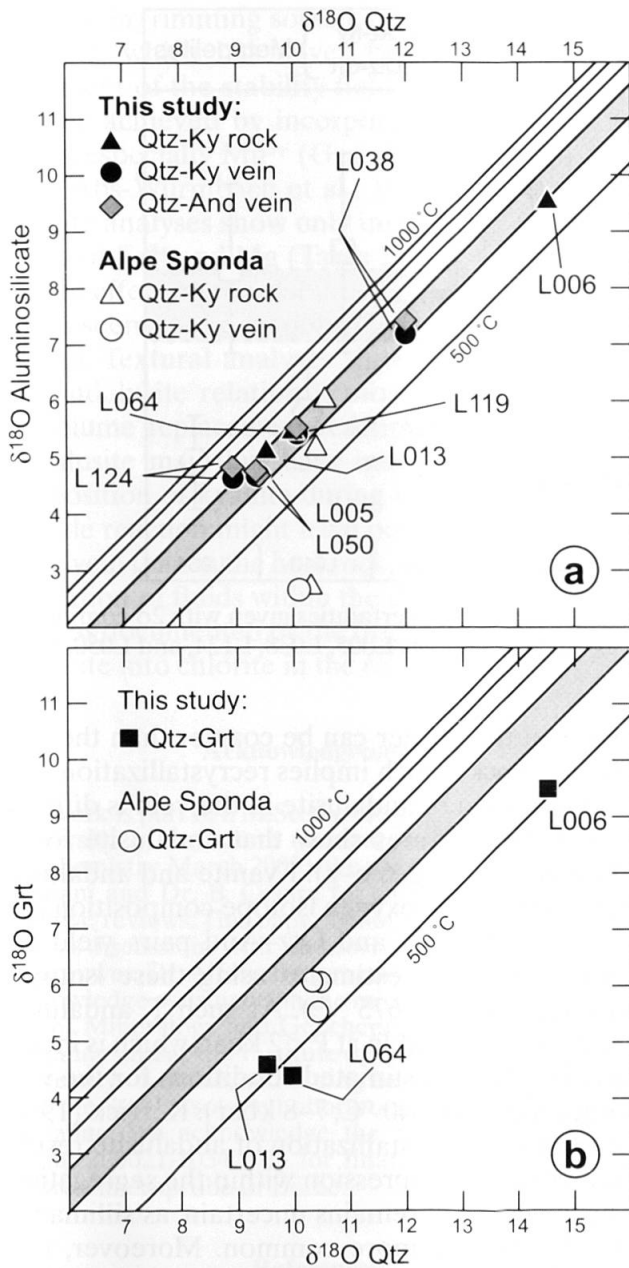 δ18O Qtz
7 8 9 10 11 12 13 14 15
This study:
Qtz-Ky rock
Qtz-Ky vein
Qtz-And vein
Alpe Sponda
Qtz-Ky rock
Qtz-Ky vein
L038
1000 °C
L006
500 °C
L064
L119
L013
L124
L005
L050
11
10
9
8
7
6
5
4
3
δ18O Aluminosilicate
a
This study:
Qtz-Grt
Alpe Sponda
Qtz-Grt
1000 °C
L006
500 °C
L064
L013
11
10
9
8
7
6
5
4
3
δ18O Grt
b
7 8 9 10 11 12 13 14 15
δ18O Qtz